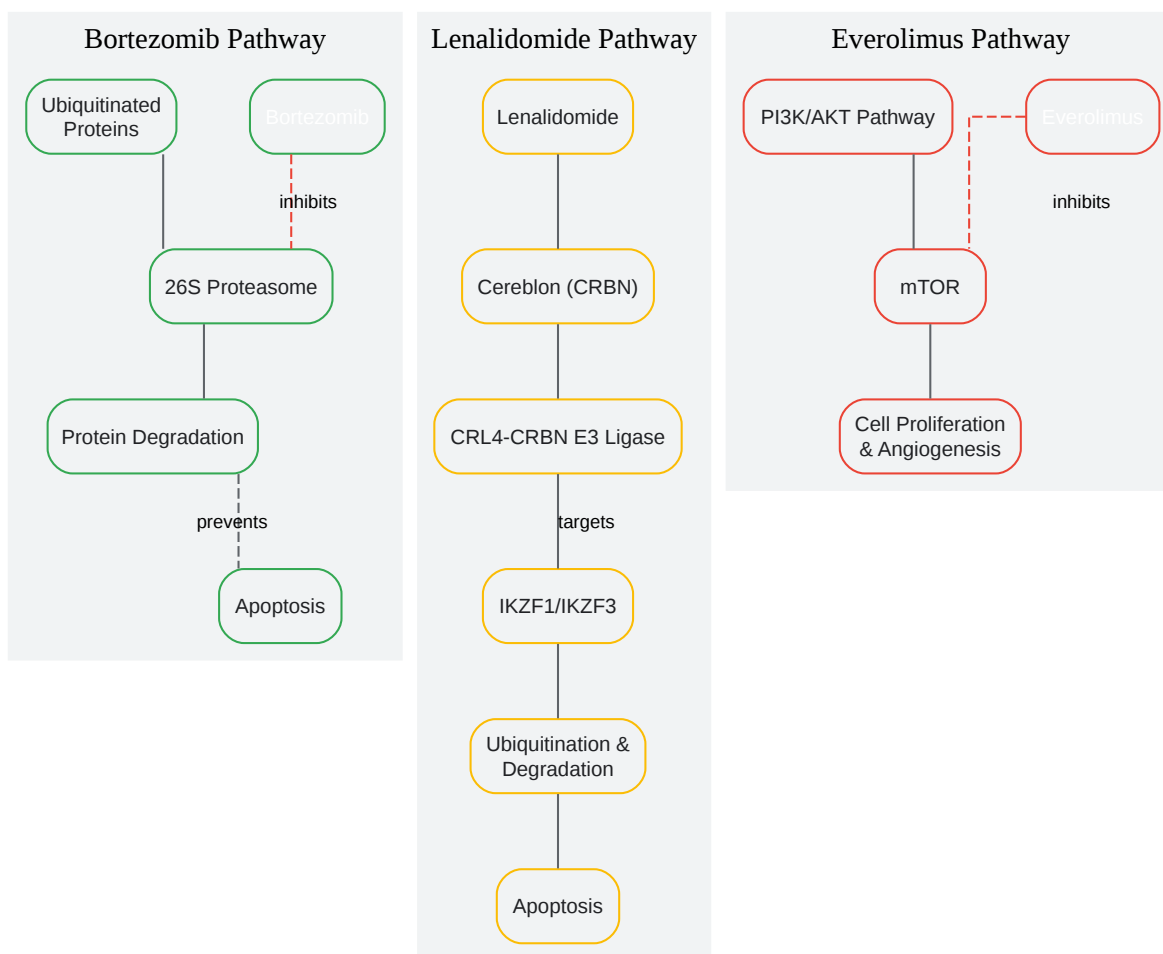 Bortezomib Pathway
Ubiquitinated
Proteins
Bortezomib
inhibits
26S Proteasome
Protein Degradation
prevents
Apoptosis
Lenalidomide Pathway
Lenalidomide
Cereblon (CRBN)
CRL4-CRBN E3 Ligase
targets
IKZF1/IKZF3
Ubiquitination &
Degradation
Apoptosis
Everolimus Pathway
PI3K/AKT Pathway
Everolimus
inhibits
mTOR
Cell Proliferation
& Angiogenesis